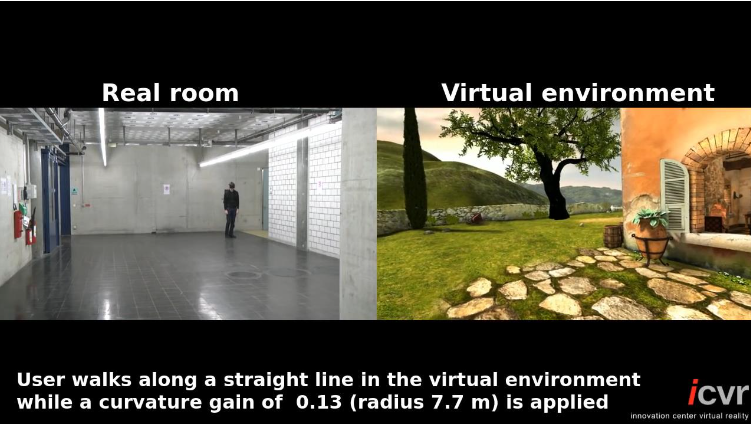 Real room
Virtual environment
User walks along a straight line in the virtual environment
while a curvature gain of  0.13 (radius 7.7 m) is applied
icvr
innovation center virtual reality